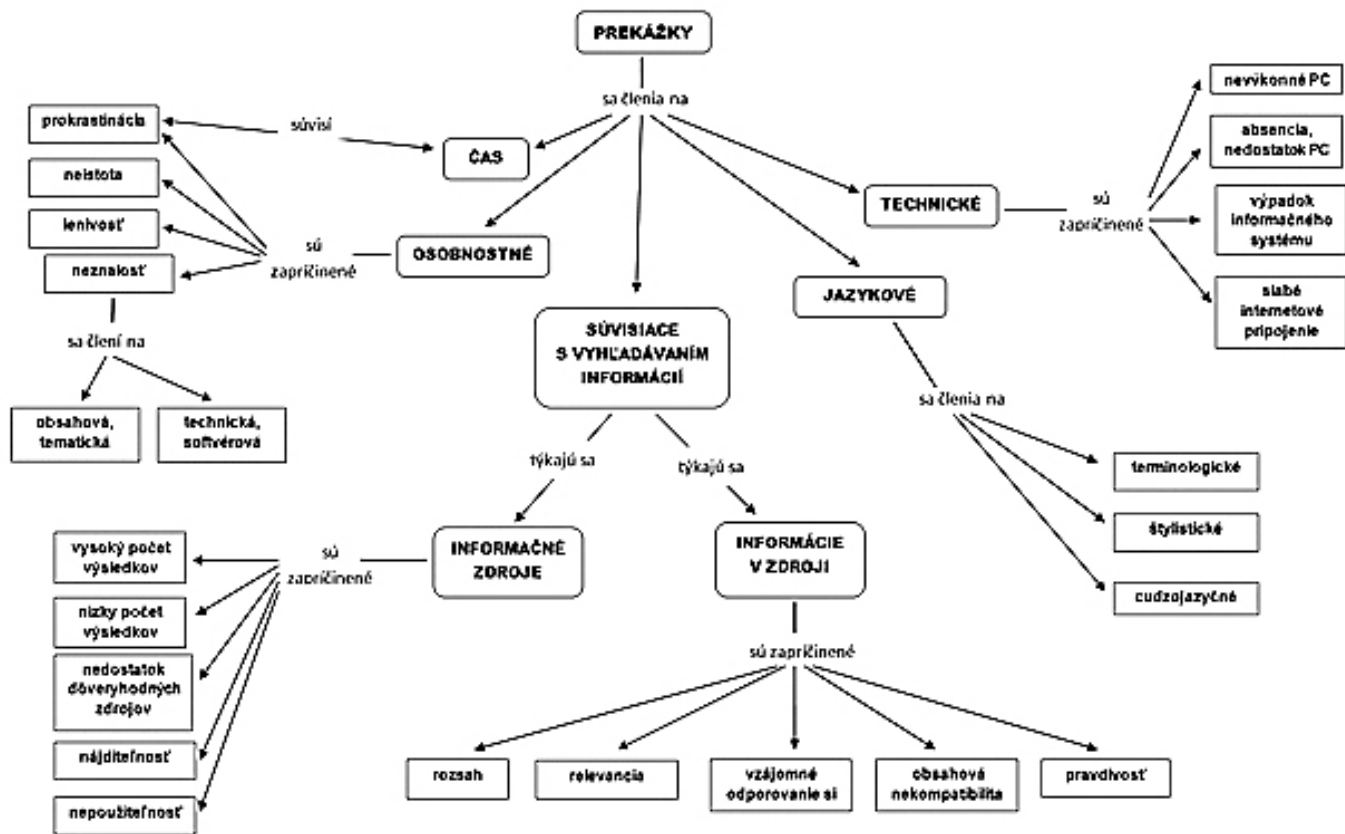 PREKÁŽKY
sa členia na
nevýkonné PC
prokrastinácia
súvisí
ČAS
absencia,
nedostatok PC
neistota
TECHNICKÉ
sú
zapríčinené
výpadok
informačného
systému
lenivosť
sú
zapríčinené
OSOBNOSTNÉ
neznalosť
JAZYKOVÉ
slabé
internetové
pripojenie
SÚVISIACE
S VYHĽADÁVANÍM
INFORMÁCIÍ
sa člení na
sa členia na
obsahová,
tematická
technická,
softvérová
týkajú sa
týkajú sa
terminologické
štylistické
cudzojazyčné
vysoký počet
výsledkov
sú
zapríčinené
INFORMAČNÉ
ZDROJE
INFORMÁCIE
V ZDROJI
nízky počet
výsledkov
nedostatok
dôveryhodných
zdrojov
sú zapríčinené
nájditeľnosť
nepoužiteľnosť
rozsah
relevancia
vzájomné
odporovanie si
obsahová
nekompatibilita
pravdivosť